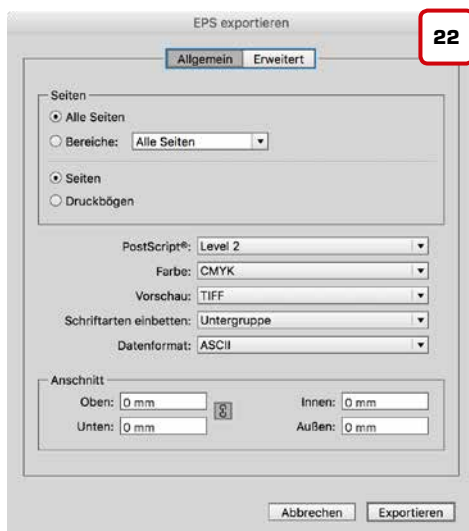 EPS exportieren
22
Allgemein Erweitert
Seiten
Alle Seiten
Bereiche: Alle Seiten
Seiten
Druckbögen
PostScript®: Level 2
Farbe: CMYK
Vorschau: TIFF
Schriftarten einbetten: Untergruppe
Datenformat: ASCII
Anschnitt
Oben: 0 mm Innen: 0 mm
Unten: 0 mm Außen: 0 mm
Abbrechen Exportieren